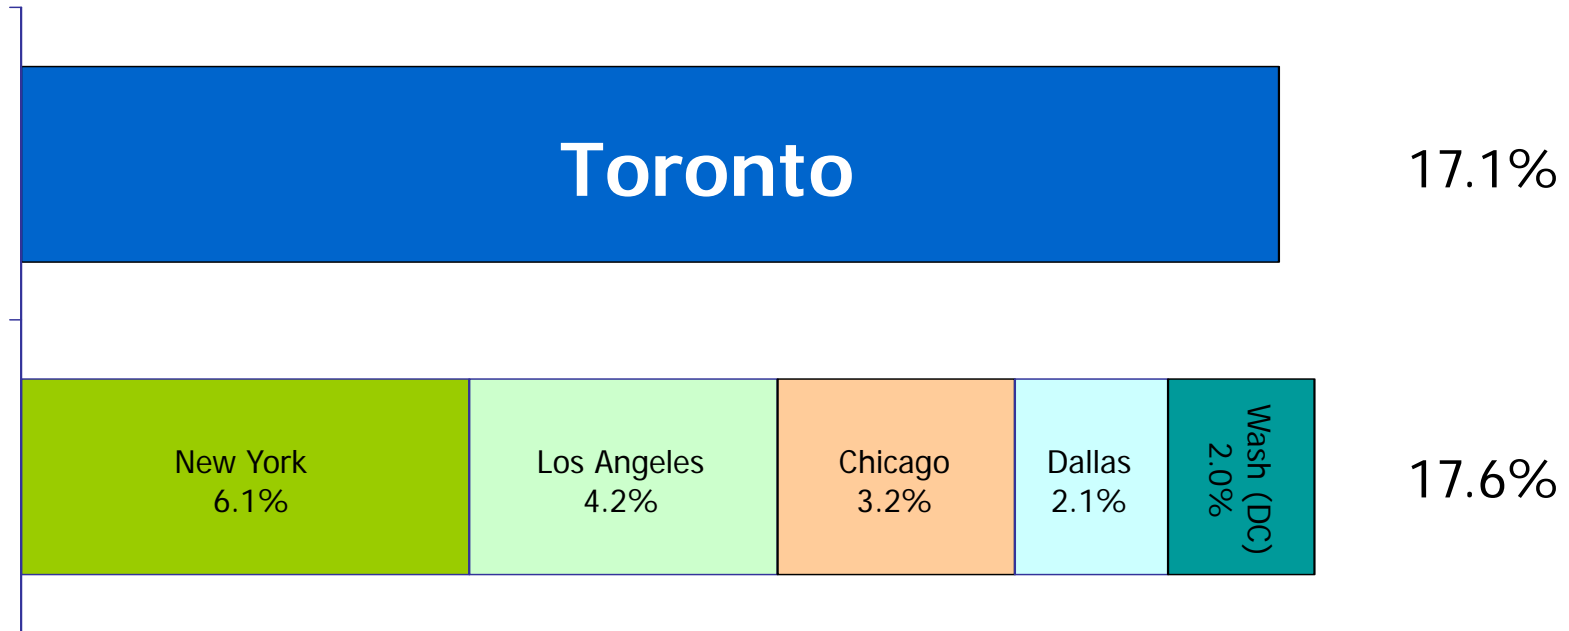 Toronto
17.1%
New York
6.1%
Los Angeles
4.2%
Chicago
3.2%
Dallas
2.1%
Wash (DC)
2.0%
17.6%